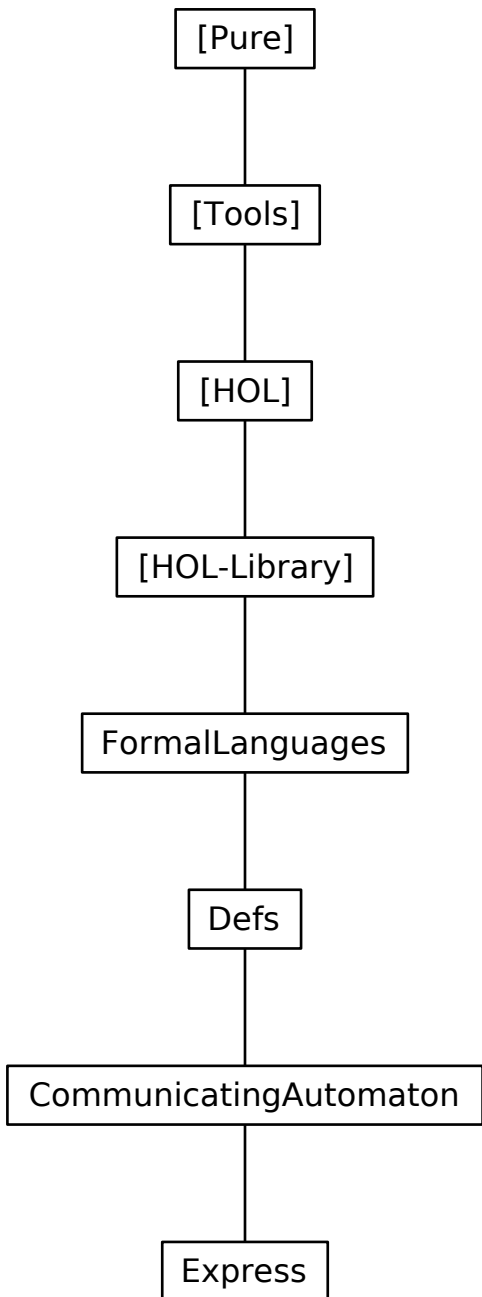 [Pure]
[Tools]
[HOL]
[HOL-Library]
FormalLanguages
Defs
CommunicatingAutomaton
Express